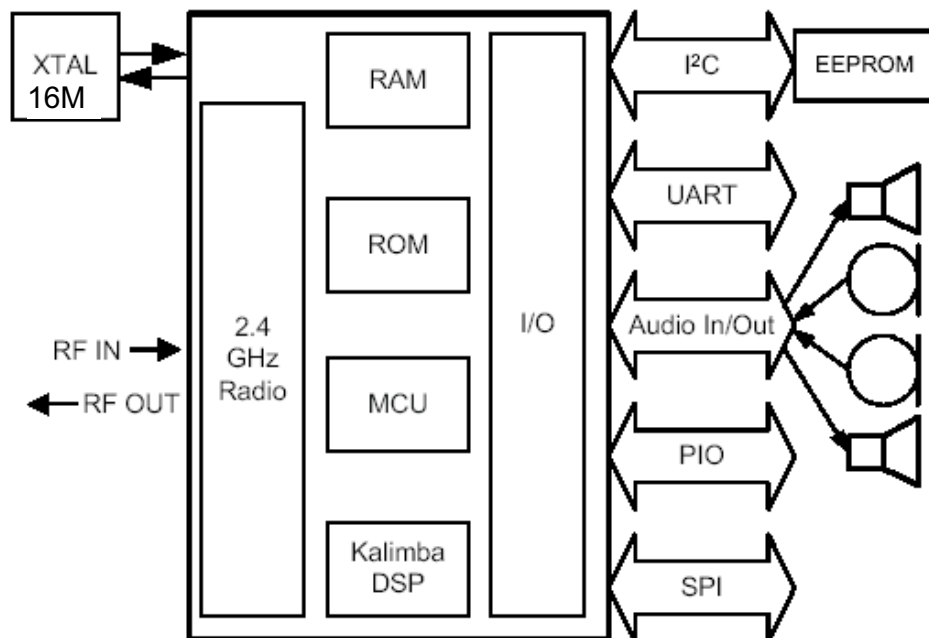 XTAL
16M
RF IN
RF OUT
2.4
GHz
Radio
RAM
ROM
MCU
Kalimba
DSP
I/O
I²C
UART
Audio In/Out
PIO
SPI
EEPROM